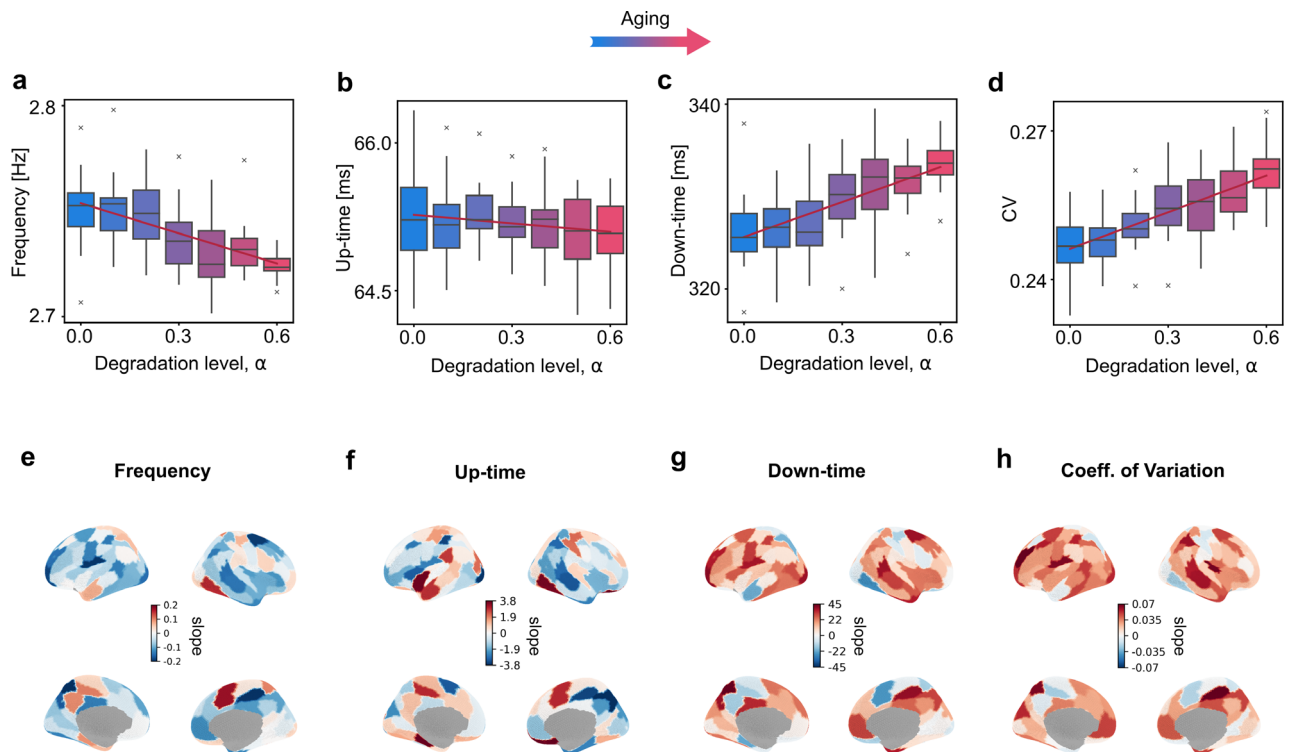 Aging
a
b
c
d
2.8
2.7
Frequency [Hz]
0.0
0.3
0.6
Degradation level, α
66.0
64.5
Up-time [ms]
0.0
0.3
0.6
Degradation level, α
340
320
Down-time [ms]
0.0
0.3
0.6
Degradation level, α
0.27
0.24
CV
0.0
0.3
0.6
Degradation level, α
e
Frequency
f
Up-time
g
Down-time
h
Coeff. of Variation
0.2
0.1
0
-0.1
-0.2
slope
3.8
1.9
0
-1.9
-3.8
slope
45
22
0
-22
-45
slope
0.07
0.035
0
-0.035
-0.07
slope